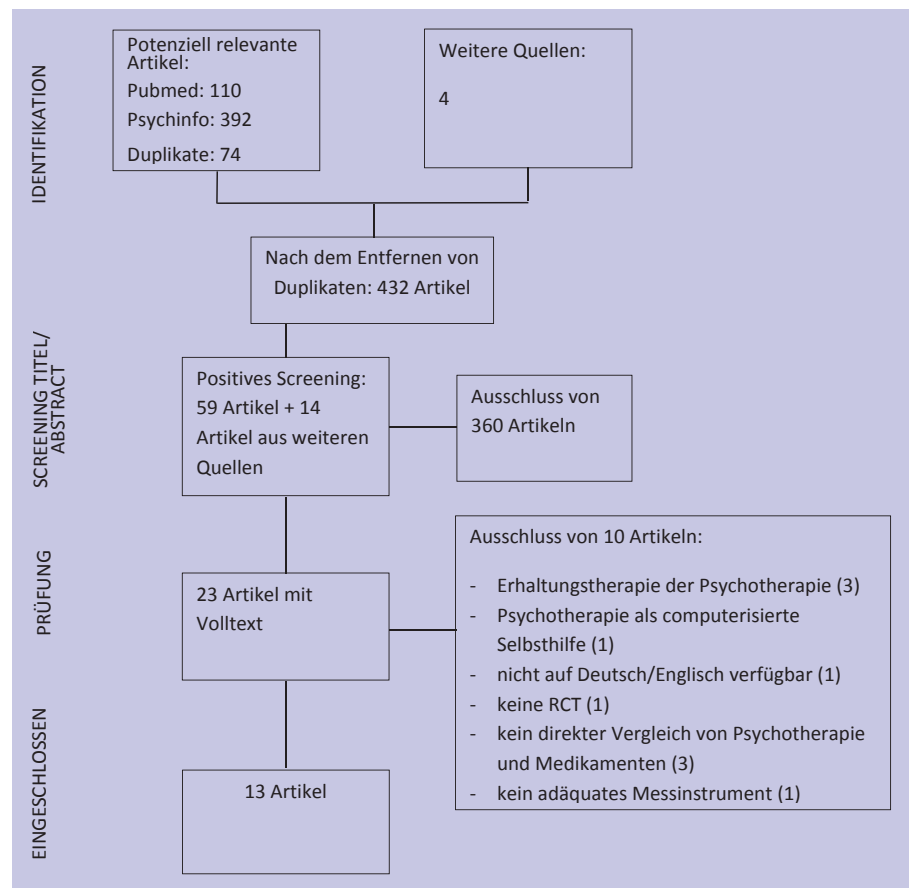 IDENTIFIKATION
Potenziell relevante
Artikel:
Pubmed: 110
Psychinfo: 392
Duplikate: 74
Weitere Quellen:
4
Nach dem Entfernen von
Duplikaten: 432 Artikel
SCREENING TITEL/
ABSTRACT
Positives Screening:
59 Artikel + 14
Artikel aus weiteren
Quellen
Ausschluss von
360 Artikeln
PRÜFUNG
23 Artikel mit
Volltext
Ausschluss von 10 Artikeln:
- Erhaltungstherapie der Psychotherapie (3)
- Psychotherapie als computerisierte
Selbsthilfe (1)
- nicht auf Deutsch/Englisch verfügbar (1)
- keine RCT (1)
- kein direkter Vergleich von Psychotherapie
und Medikamenten (3)
- kein adäquates Messinstrument (1)
EINGESCHLOSSEN
13 Artikel